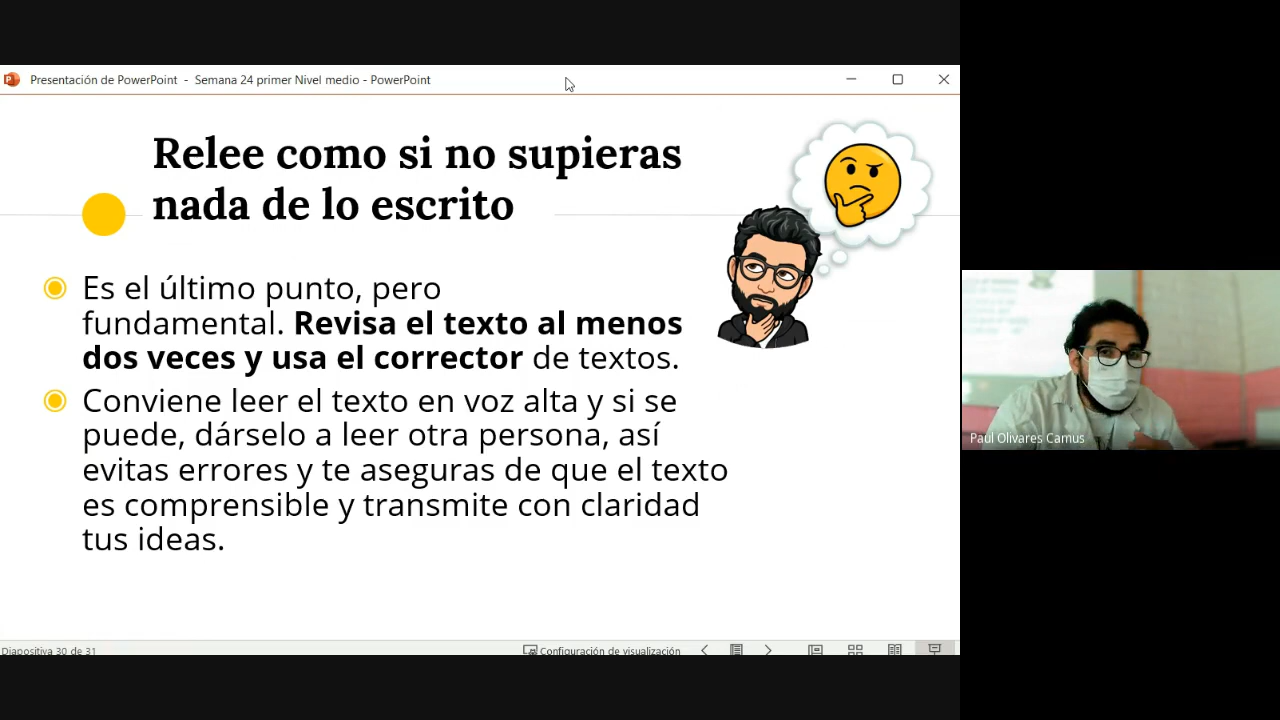 Presentación de PowerPoint - Semana 24 primer Nivel medio - PowerPoint
Relee como si no supieras
nada de lo escrito
Es el último punto, pero
fundamental. Revisa el texto al menos
dos veces y usa el corrector de textos.
Conviene leer el texto en voz alta y si se
puede, dárselo a leer otra persona, así
evitas errores y te aseguras de que el texto
es comprensible y transmite con claridad
tus ideas.
Paul Olivares Camus
Diapositiva 30 de 31
Configuración de visualización